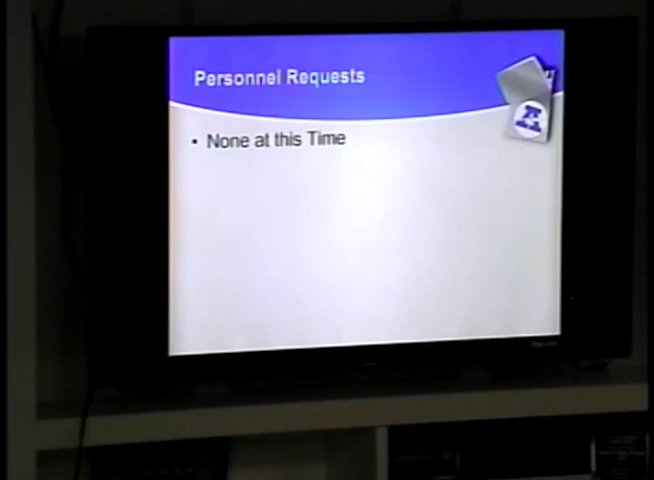 Personnel Requests
• None at this Time